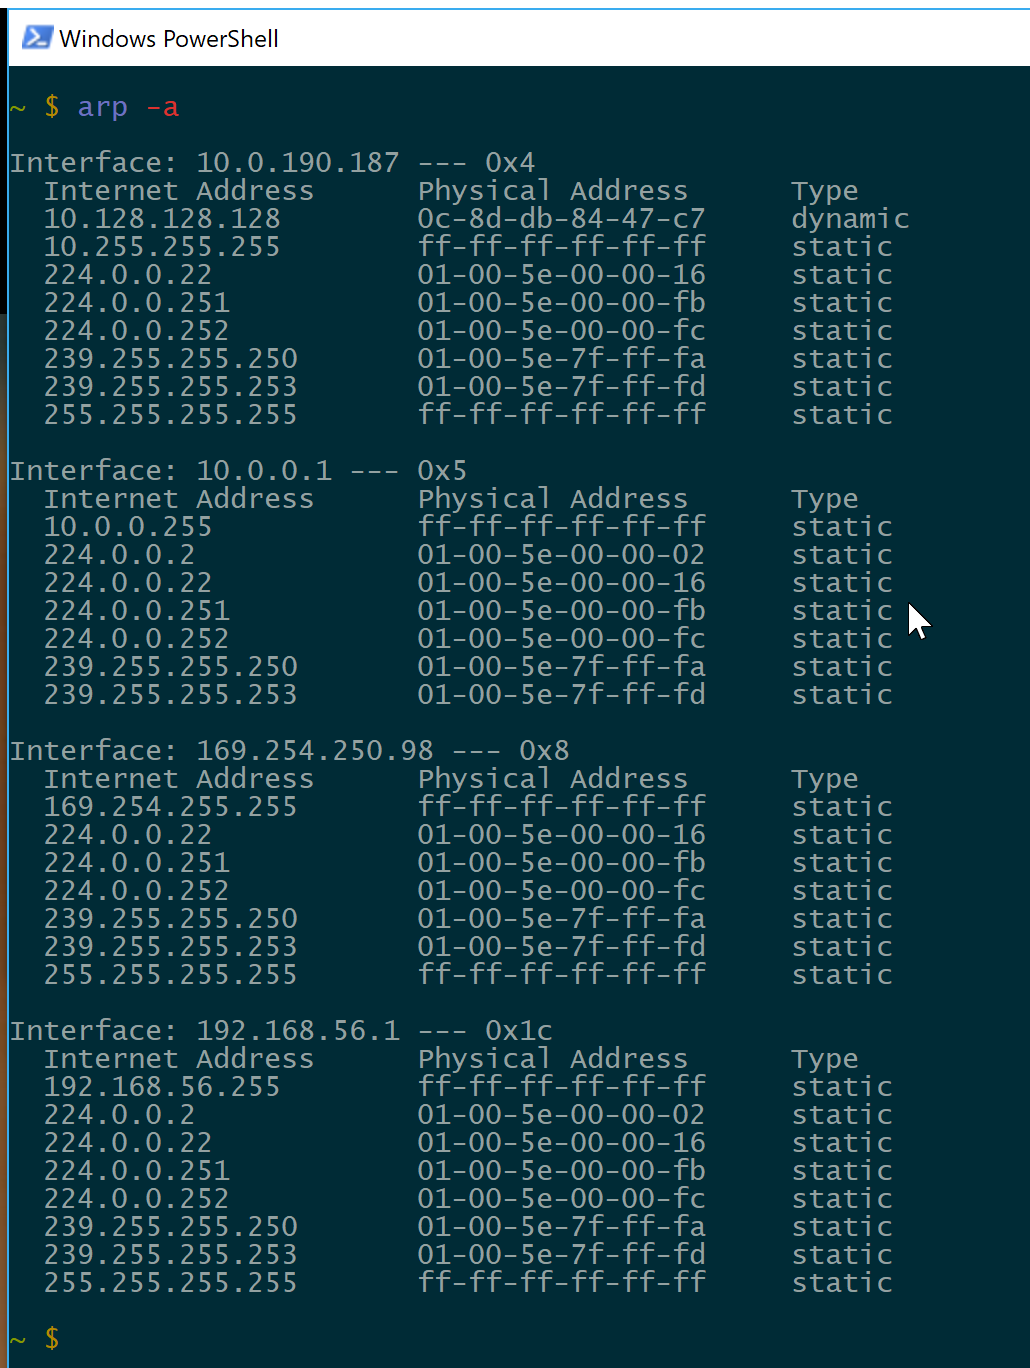 Windows PowerShell
~ $ arp -a
Interface: 10.0.190.187 --- 0x4
Internet Address Physical Address Type
10.128.128.128 0c-8d-db-84-47-c7 dynamic
10.255.255.255 ff-ff-ff-ff-ff-ff static
224.0.0.22 01-00-5e-00-00-16 static
224.0.0.251 01-00-5e-00-00-fb static
224.0.0.252 01-00-5e-00-00-fc static
239.255.255.250 01-00-5e-7f-ff-fa static
239.255.255.253 01-00-5e-7f-ff-fd static
255.255.255.255 ff-ff-ff-ff-ff-ff static
Interface: 10.0.0.1 --- 0x5
Internet Address Physical Address Type
10.0.0.255 ff-ff-ff-ff-ff-ff static
224.0.0.2 01-00-5e-00-00-02 static
224.0.0.22 01-00-5e-00-00-16 static
224.0.0.251 01-00-5e-00-00-fb static
224.0.0.252 01-00-5e-00-00-fc static
239.255.255.250 01-00-5e-7f-ff-fa static
239.255.255.253 01-00-5e-7f-ff-fd static
Interface: 169.254.250.98 --- 0x8
Internet Address Physical Address Type
169.254.255.255 ff-ff-ff-ff-ff-ff static
224.0.0.22 01-00-5e-00-00-16 static
224.0.0.251 01-00-5e-00-00-fb static
224.0.0.252 01-00-5e-00-00-fc static
239.255.255.250 01-00-5e-7f-ff-fa static
239.255.255.253 01-00-5e-7f-ff-fd static
255.255.255.255 ff-ff-ff-ff-ff-ff static
Interface: 192.168.56.1 --- 0x1c
Internet Address Physical Address Type
192.168.56.255 ff-ff-ff-ff-ff-ff static
224.0.0.2 01-00-5e-00-00-02 static
224.0.0.22 01-00-5e-00-00-16 static
224.0.0.251 01-00-5e-00-00-fb static
224.0.0.252 01-00-5e-00-00-fc static
239.255.255.250 01-00-5e-7f-ff-fa static
239.255.255.253 01-00-5e-7f-ff-fd static
255.255.255.255 ff-ff-ff-ff-ff-ff static
~ $